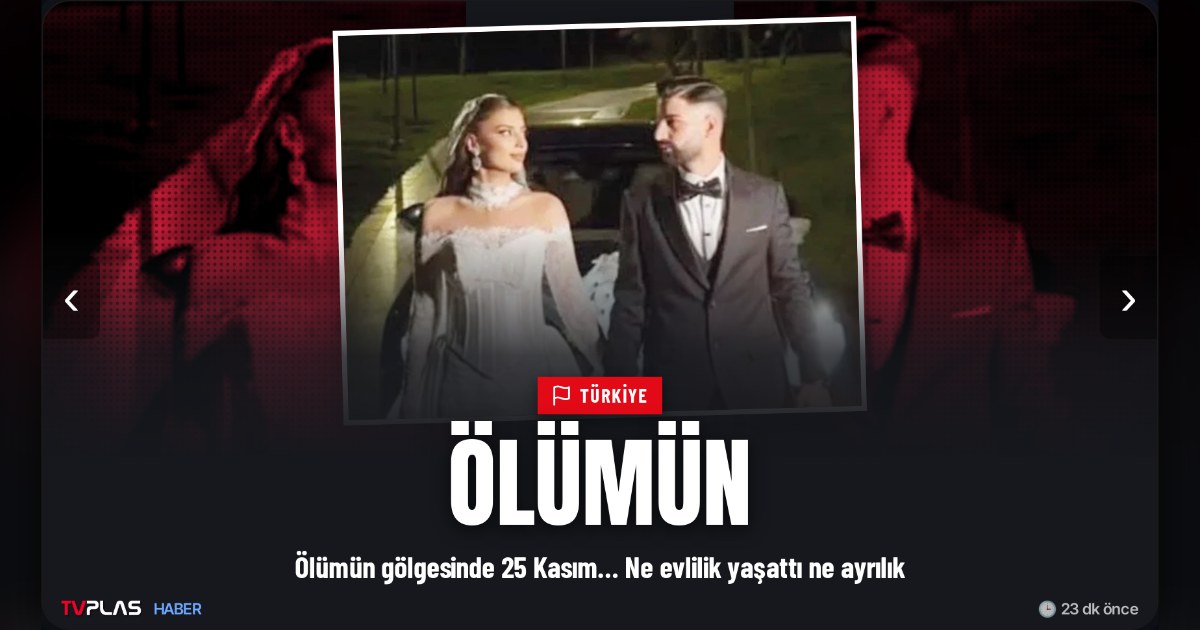 TÜRKİYE
ÖLÜMÜN
Ölümün gölgesinde 25 Kasım... Ne evlilik yaşattı ne ayrılık
TVPLAS HABER
23 dk önce